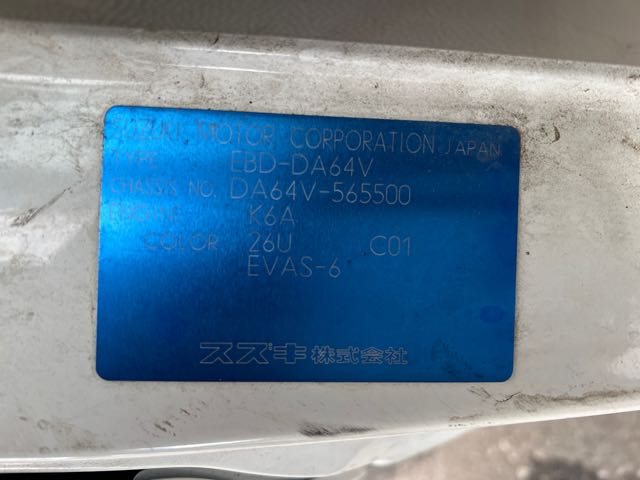 SUZUKI MOTOR CORPORATION JAPAN
TYPE EBD-DA64V
CHASSIS NO. DA64V-565500
ENGINE K6A
COLOR 26U C01
EVAS-6
スズキ株式会社